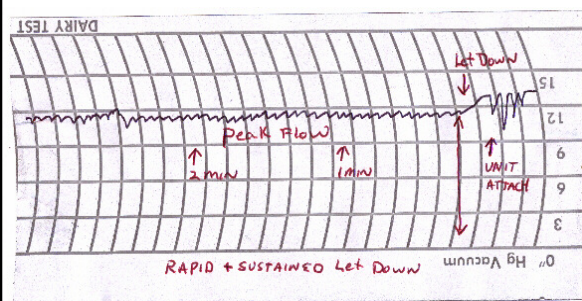 DAIRY TEST
Let Down
15
12
Peak Flow
9
2 min
1 min
UNIT
ATTACH
6
3
0" Hg Vacuum
RAPID + SUSTAINED Let Down